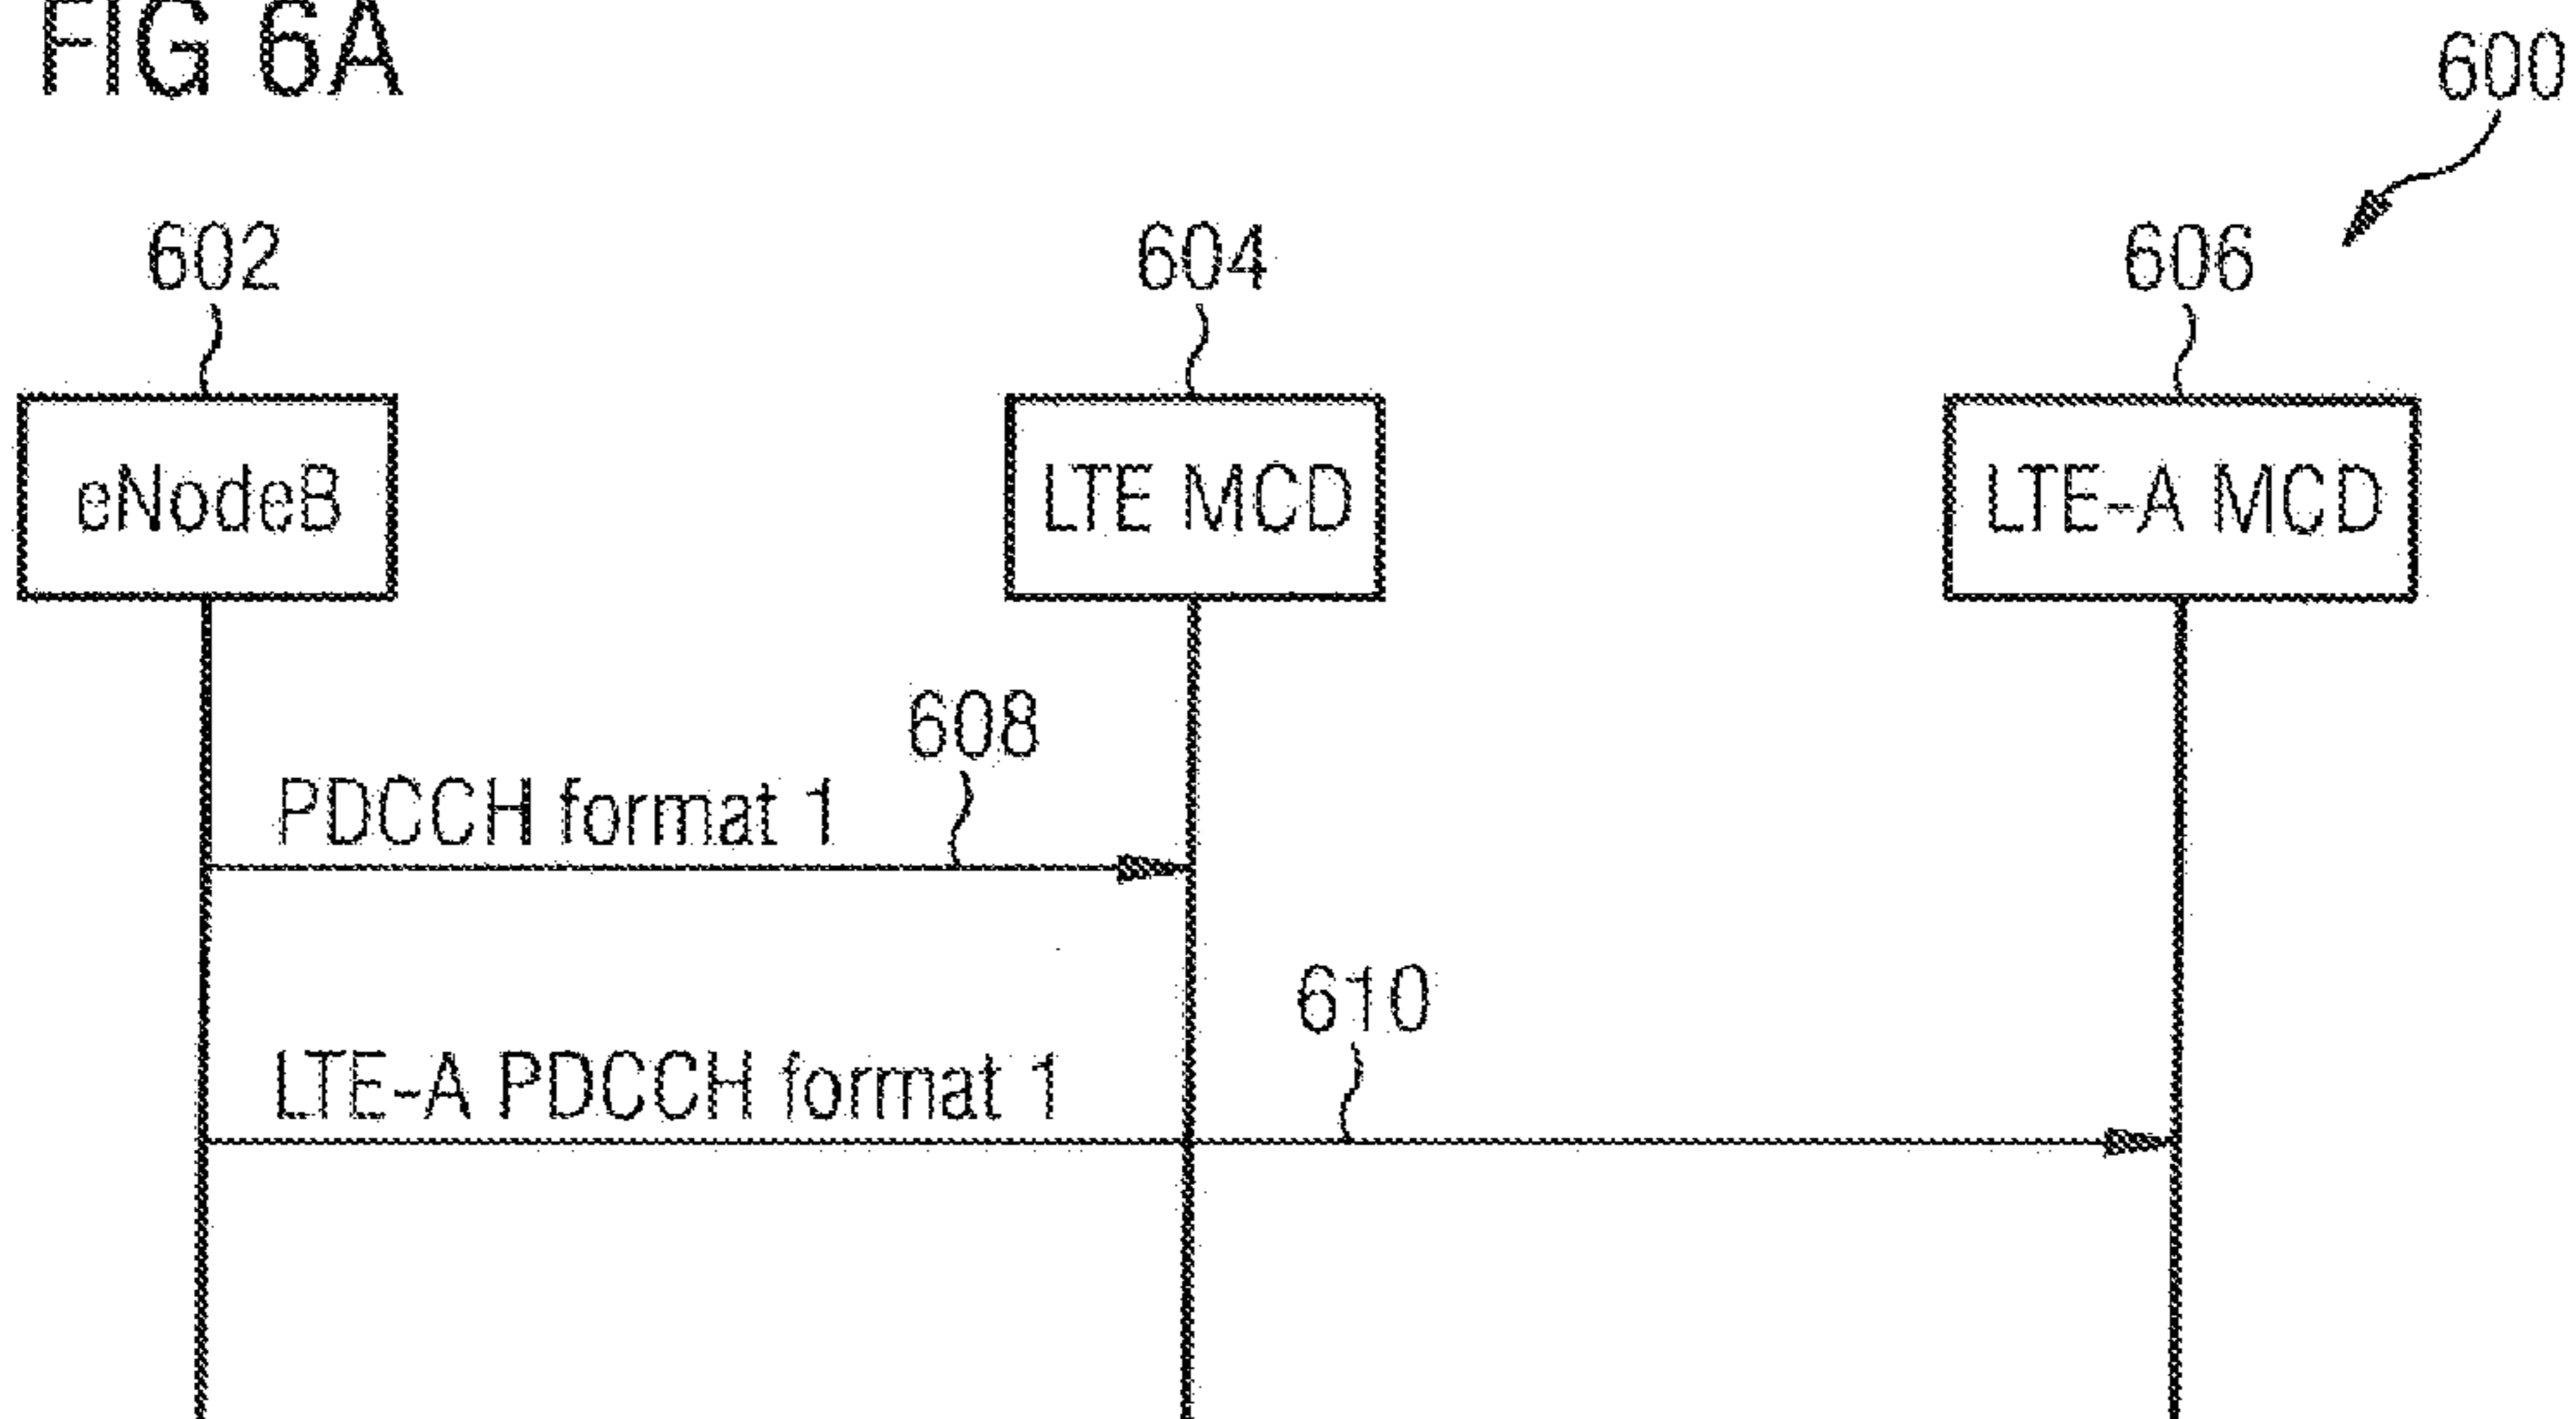 FIG 6A
600
602
604
606
eNodeB
LTE MCD
LTE-A MCD
608
PDCCH format 1
610
LTE-A PDCCH format 1